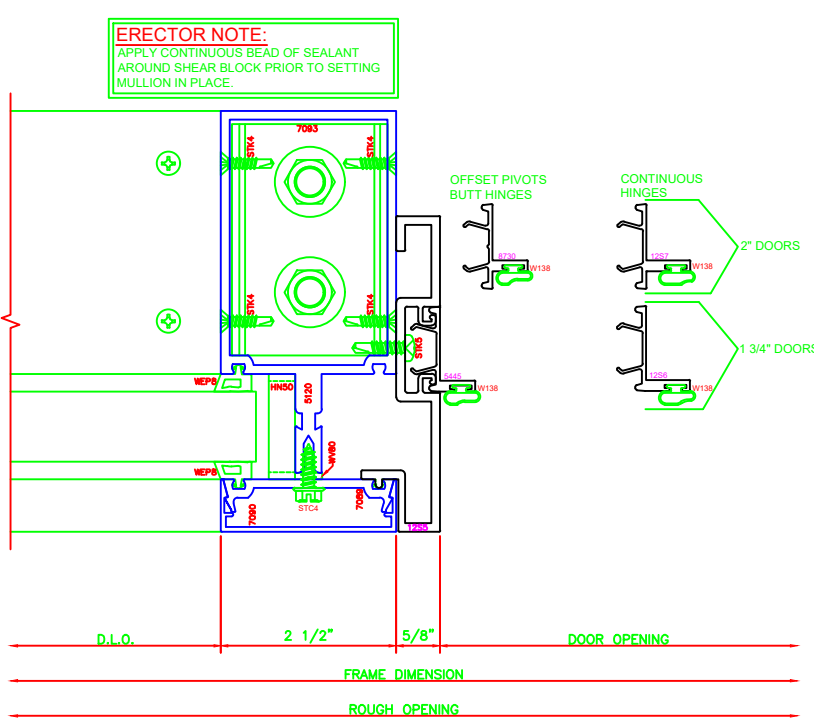 ERECTOR NOTE:
APPLY CONTINUOUS BEAD OF SEALANT
AROUND SHEAR BLOCK PRIOR TO SETTING
MULLION IN PLACE.
7093
STK4
STK4
OFFSET PIVOTS
BUTT HINGES
CONTINUOUS
HINGES
8730
W138
12S7
W138
2" DOORS
STK4
STK4
STK5
1 3/4" DOORS
WEP8
HN50
5120
5445
W138
12S6
W138
WEP8
WV80
7090
STC4
7089
12S5
D.L.O.
2 1/2"
5/8"
DOOR OPENING
FRAME DIMENSION
ROUGH OPENING